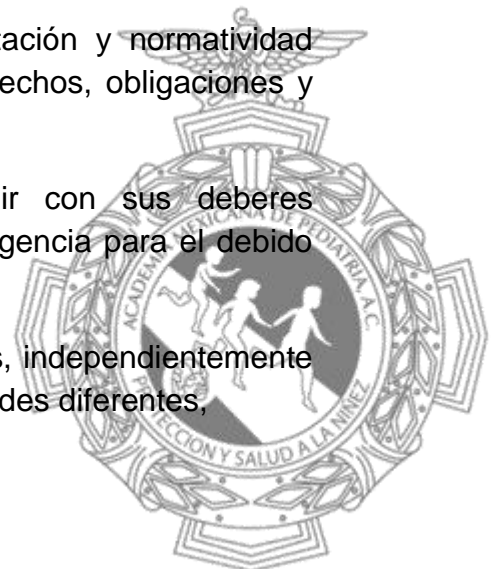 tación y normatividad
echos, obligaciones y
ir con sus deberes
gencia para el debido
s, independientemente
des diferentes,
ACADEMIA MEXICANA DE PEDIATRIA, A.C.
PROTECCION Y SALUD A LA NIÑEZ